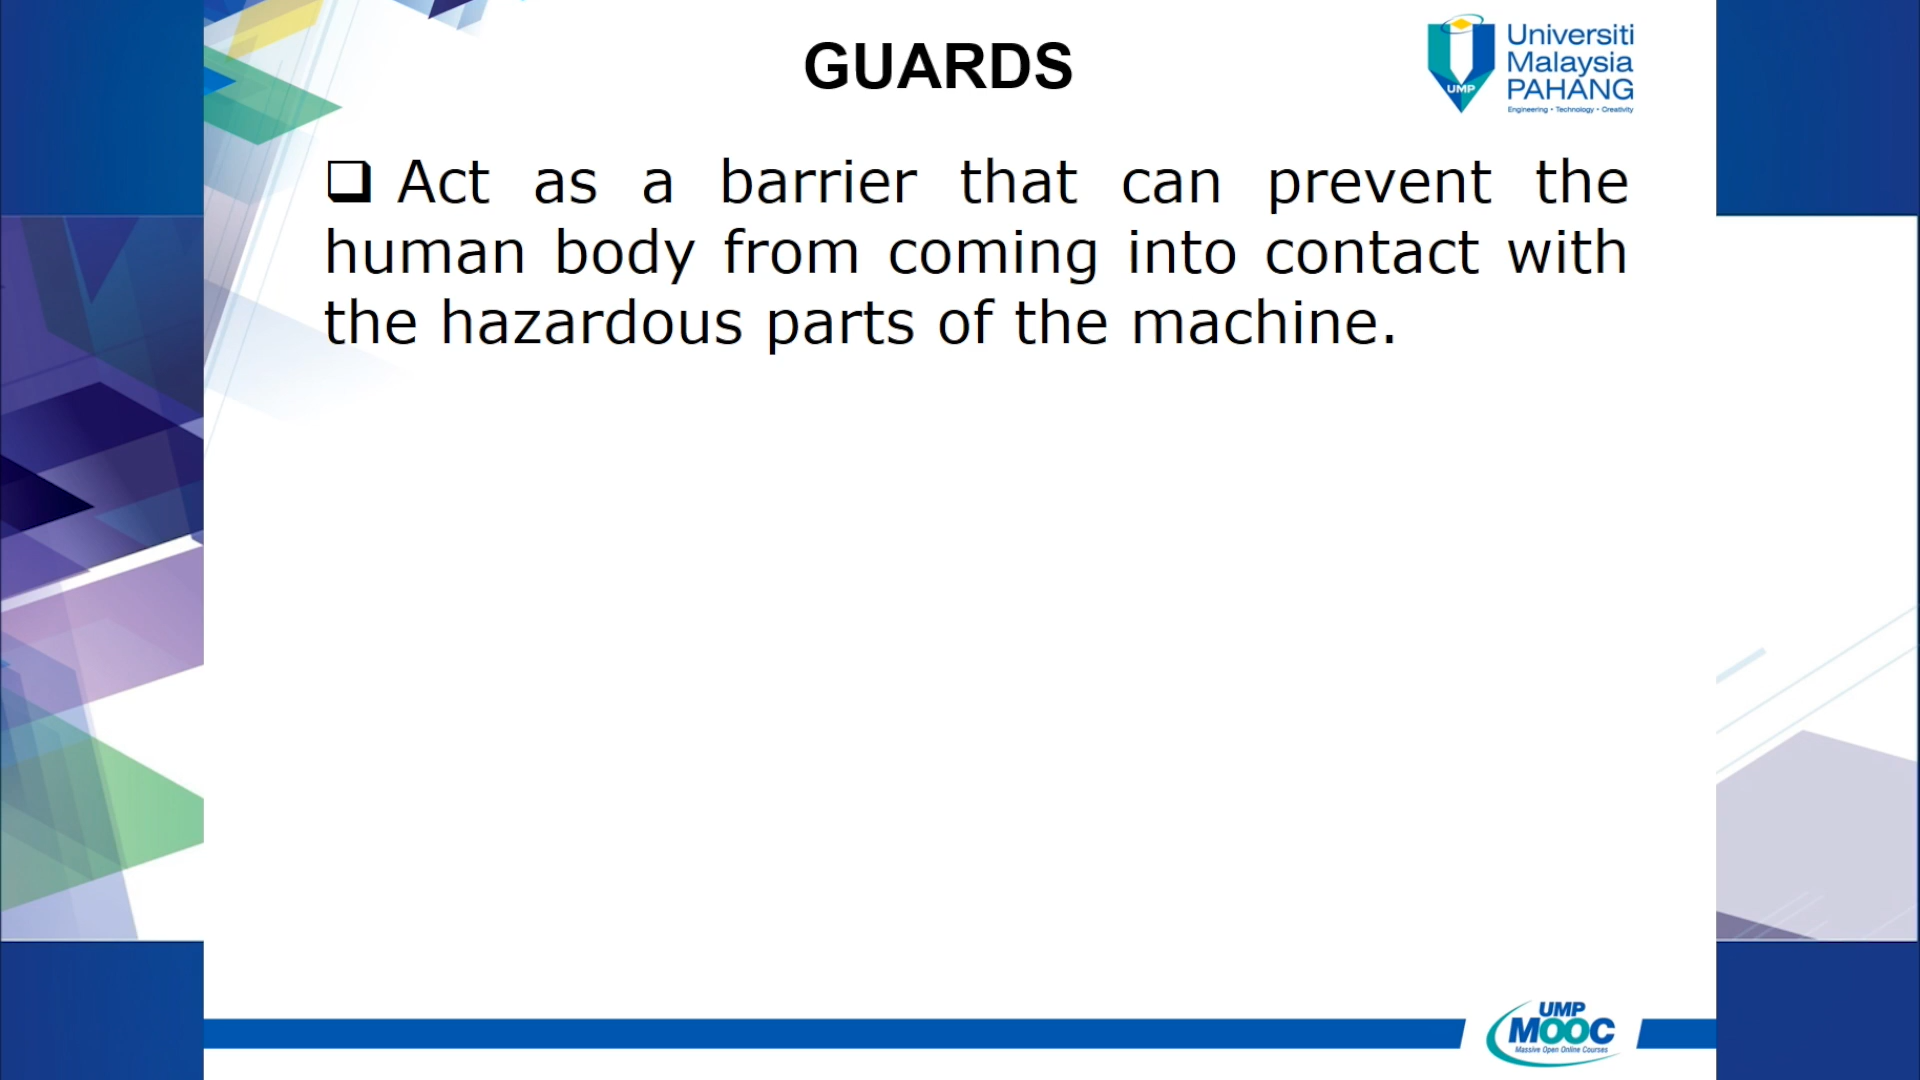 GUARDS
Universiti
Malaysia
PAHANG
Engineering • Technology • Creativity
UMP
❑ Act as a barrier that can prevent the
human body from coming into contact with
the hazardous parts of the machine.
UMP
MOOC
Massive Open Online Courses